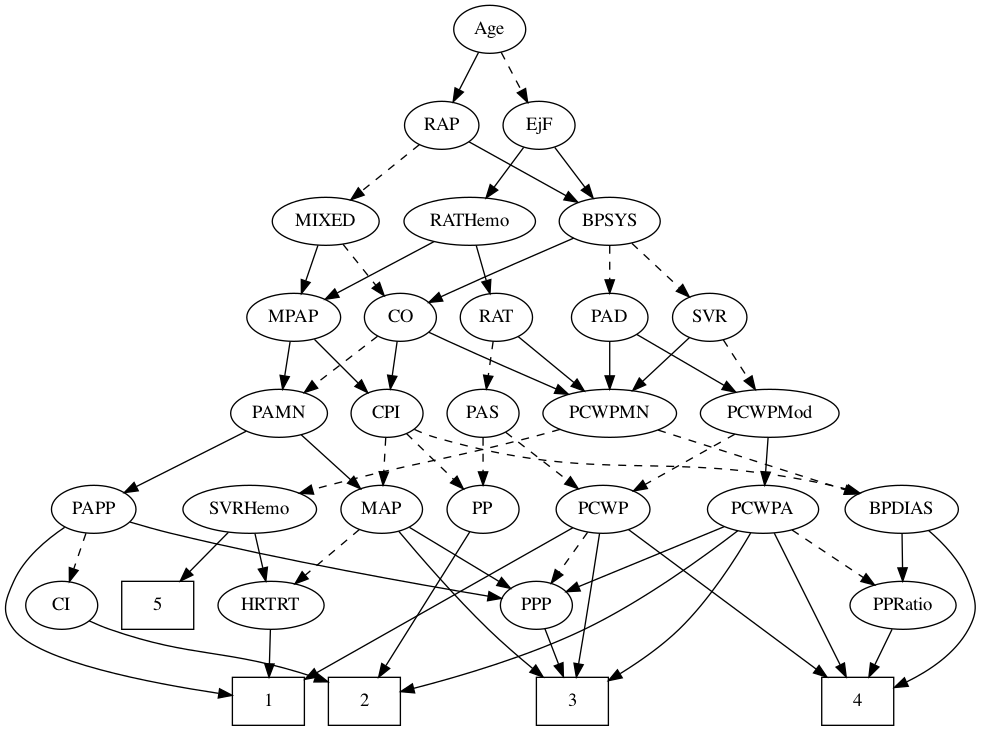 Age
RAP
EjF
MIXED
RATHemo
BPSYS
MPAP
CO
RAT
PAD
SVR
PAMN
CPI
PAS
PCWPMN
PCWPMod
PAPP
SVRHemo
MAP
PP
PCWP
PCWPA
BPDIAS
CI
5
HRTRT
PPP
PPRatio
1
2
3
4